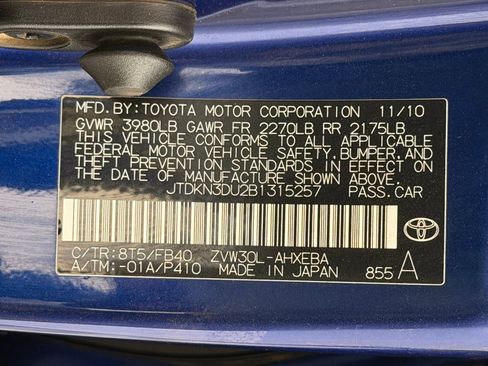 MFD. BY: TOYOTA MOTOR CORPORATION 11/10
GVWR 3980LB GAWR FR 2270LB RR 2175LB
THIS VEHICLE CONFORMS TO ALL APPLICABLE
FEDERAL MOTOR VEHICLE SAFETY, BUMPER, AND
THEFT PREVENTION STANDARDS IN EFFECT ON
THE DATE OF MANUFACTURE SHOWN ABOVE.
JTDKN3DU2B1315257 PASS. CAR
C/TR: 8T5/FB40 ZVW30L-AHXEBA
A/TM: -01A/P410 MADE IN JAPAN 855 A